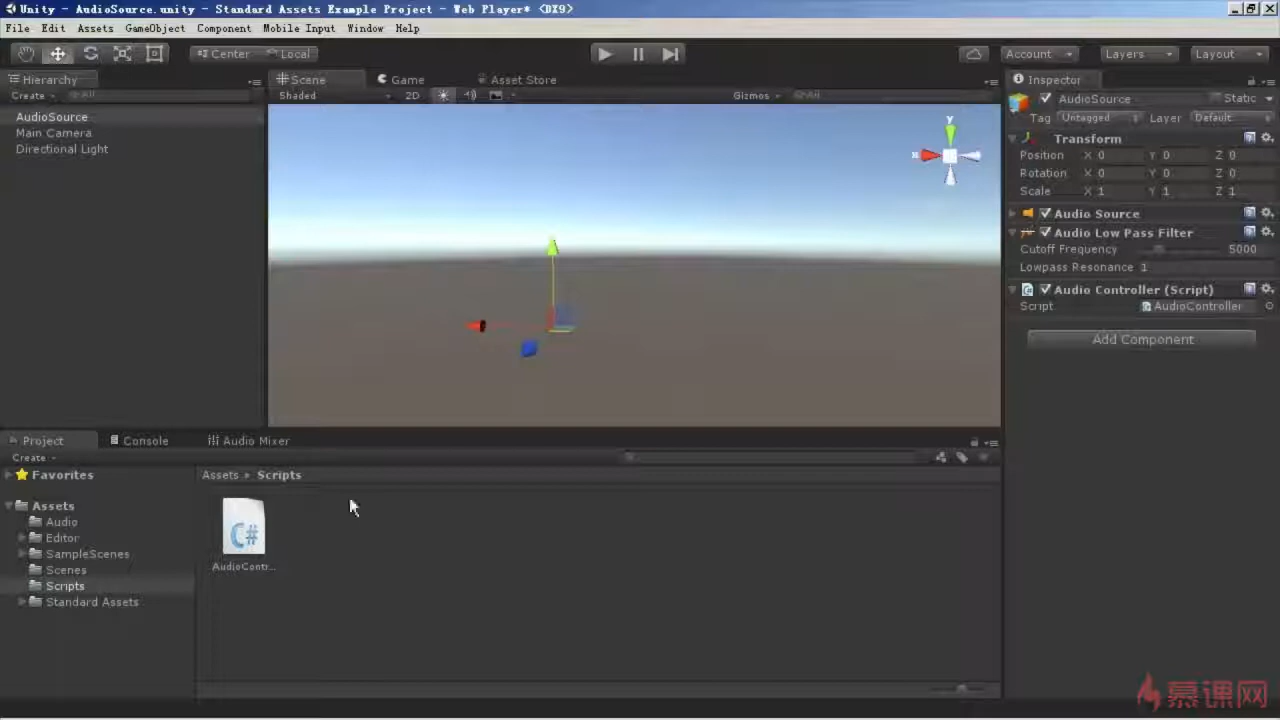 Unity - AudioSource.unity - Standard Assets Example Project - Web Player* <DX9>
File Edit Assets GameObject Component Mobile Input Window Help
Center Local Account Layers Layout
Hierarchy Scene Game Asset Store Inspector
Create All Shaded 2D Gizmos All
AudioSource Static
Tag Untagged Layer Default
AudioSource
Main Camera
Directional Light
Transform
Position X 0 Y 0 Z 0
Rotation X 0 Y 0 Z 0
Scale X 1 Y 1 Z 1
Audio Source
Audio Low Pass Filter
Cutoff Frequency 5000
Lowpass Resonance 1
Audio Controller (Script)
Script AudioController
Add Component
y
x
Project Console Audio Mixer
Create
Favorites
Assets
Audio
Editor
SampleScenes
Scenes
Scripts
Standard Assets
Assets Scripts
C#
AudioContr...
慕课网